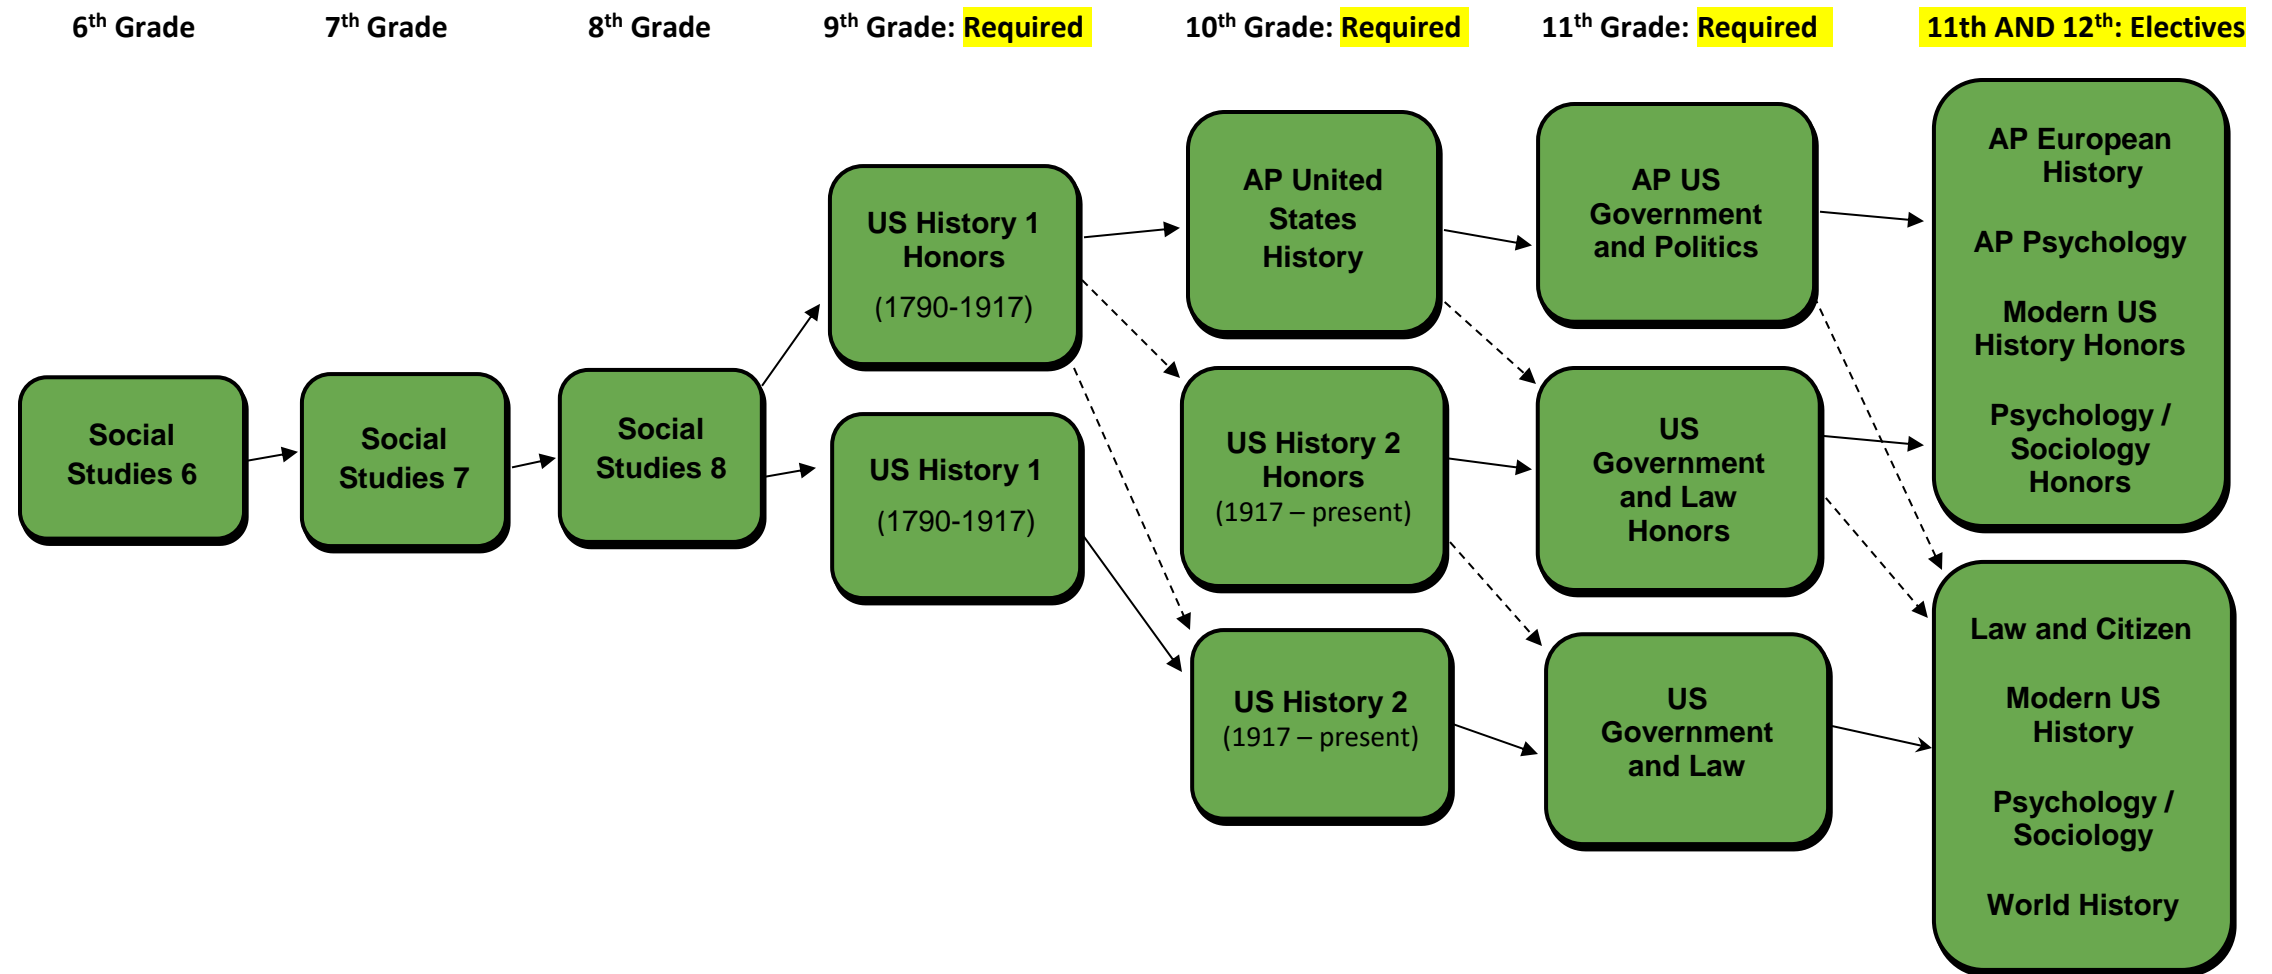 6th Grade
7th Grade
8th Grade
9th Grade: Required
10th Grade: Required
11th Grade: Required
11th AND 12th: Electives
Social
Studies 6
Social
Studies 7
Social
Studies 8
US History 1
Honors
(1790-1917)
US History 1
(1790-1917)
AP United
States
History
US History 2
Honors
(1917 – present)
US History 2
(1917 – present)
AP US
Government
and Politics
US
Government
and Law
Honors
US
Government
and Law
AP European
History
AP Psychology
Modern US
History Honors
Psychology /
Sociology
Honors
Law and Citizen
Modern US
History
Psychology /
Sociology
World History